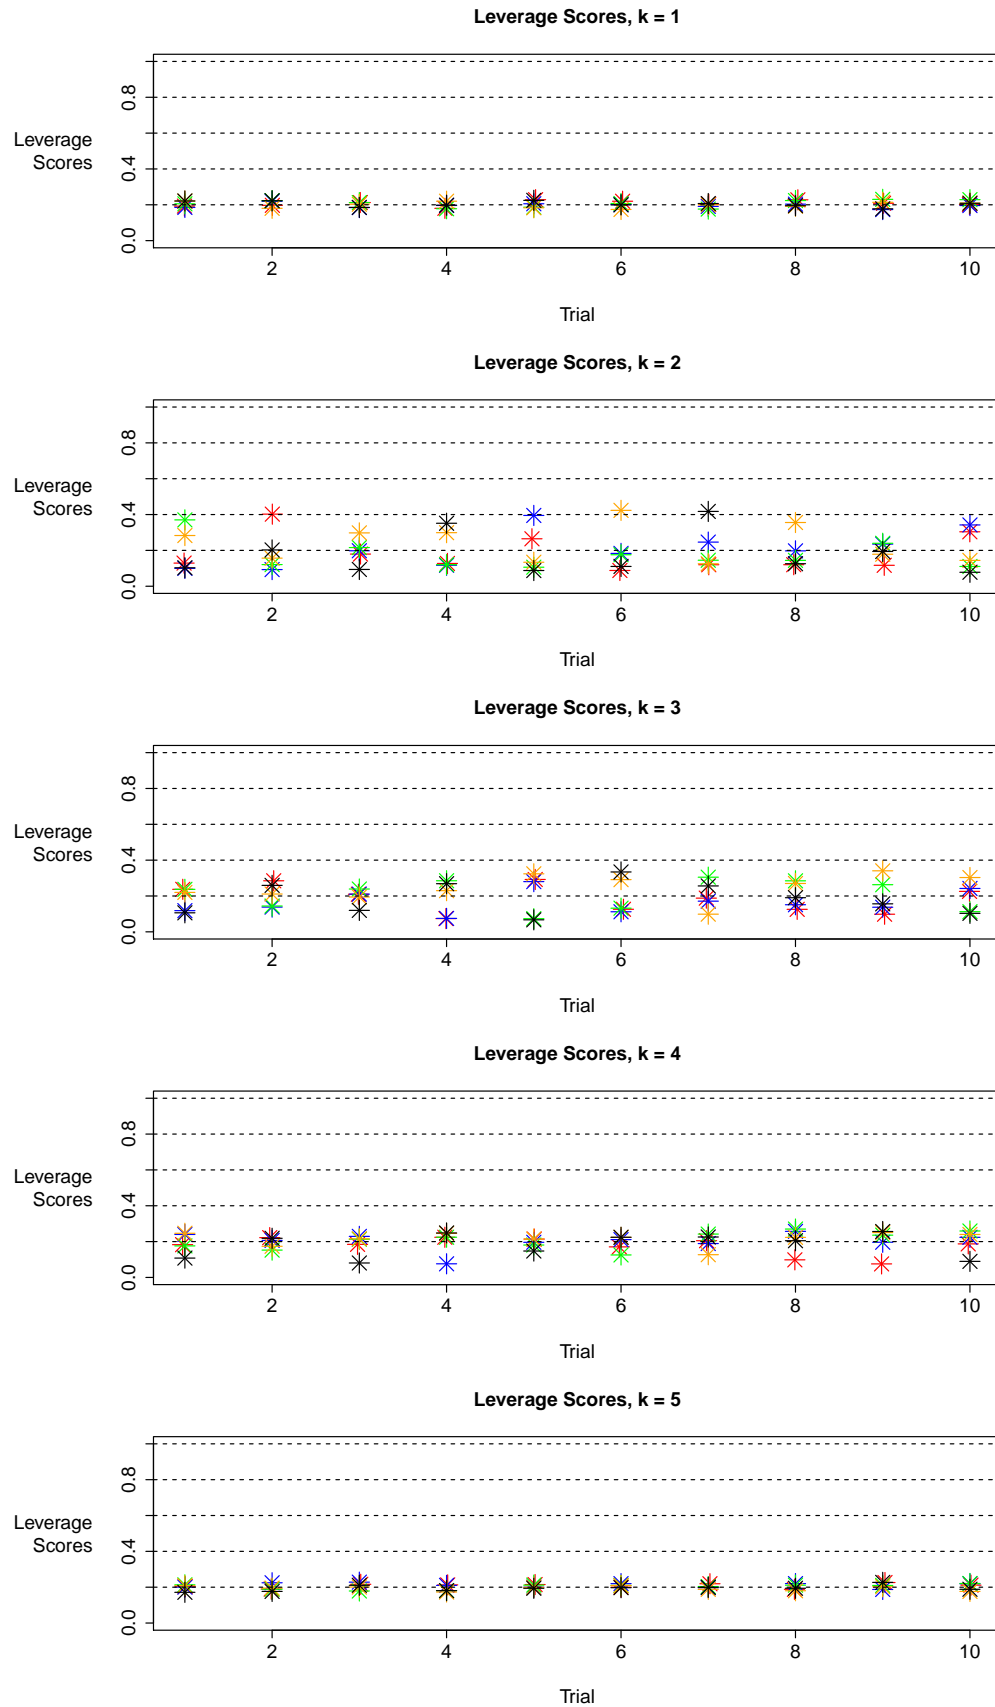 Leverage Scores, k = 1
Leverage
Scores
0.8
0.4
0.0
2 4 6 8 10
Trial
Leverage Scores, k = 2
Leverage
Scores
0.8
0.4
0.0
2 4 6 8 10
Trial
Leverage Scores, k = 3
Leverage
Scores
0.8
0.4
0.0
2 4 6 8 10
Trial
Leverage Scores, k = 4
Leverage
Scores
0.8
0.4
0.0
2 4 6 8 10
Trial
Leverage Scores, k = 5
Leverage
Scores
0.8
0.4
0.0
2 4 6 8 10
Trial